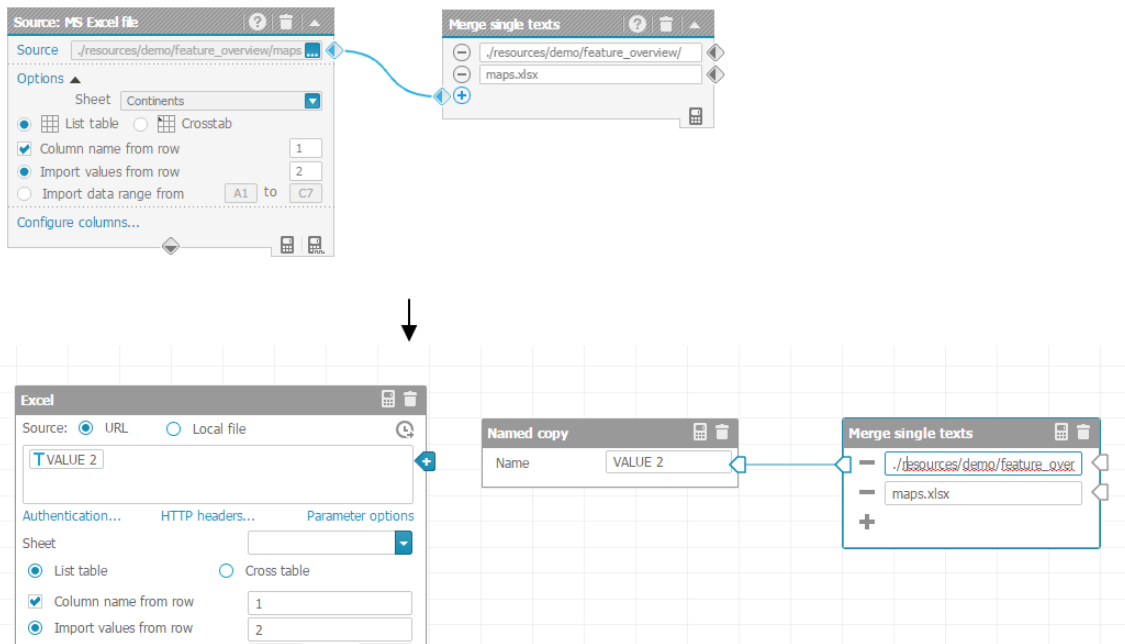 Source: MS Excel file
Source ./resources/demo/feature_overview/maps ...
Options
Sheet Continents
List table Crosstab
Column name from row 1
Import values from row 2
Import data range from A1 to C7
Configure columns...
Merge single texts
./resources/demo/feature_overview/
maps.xlsx
Excel
Source: URL Local file
T VALUE 2
Authentication... HTTP headers... Parameter options
Sheet
List table Cross table
Column name from row 1
Import values from row 2
Named copy
Name VALUE 2
Merge single texts
./resources/demo/feature_over
maps.xlsx